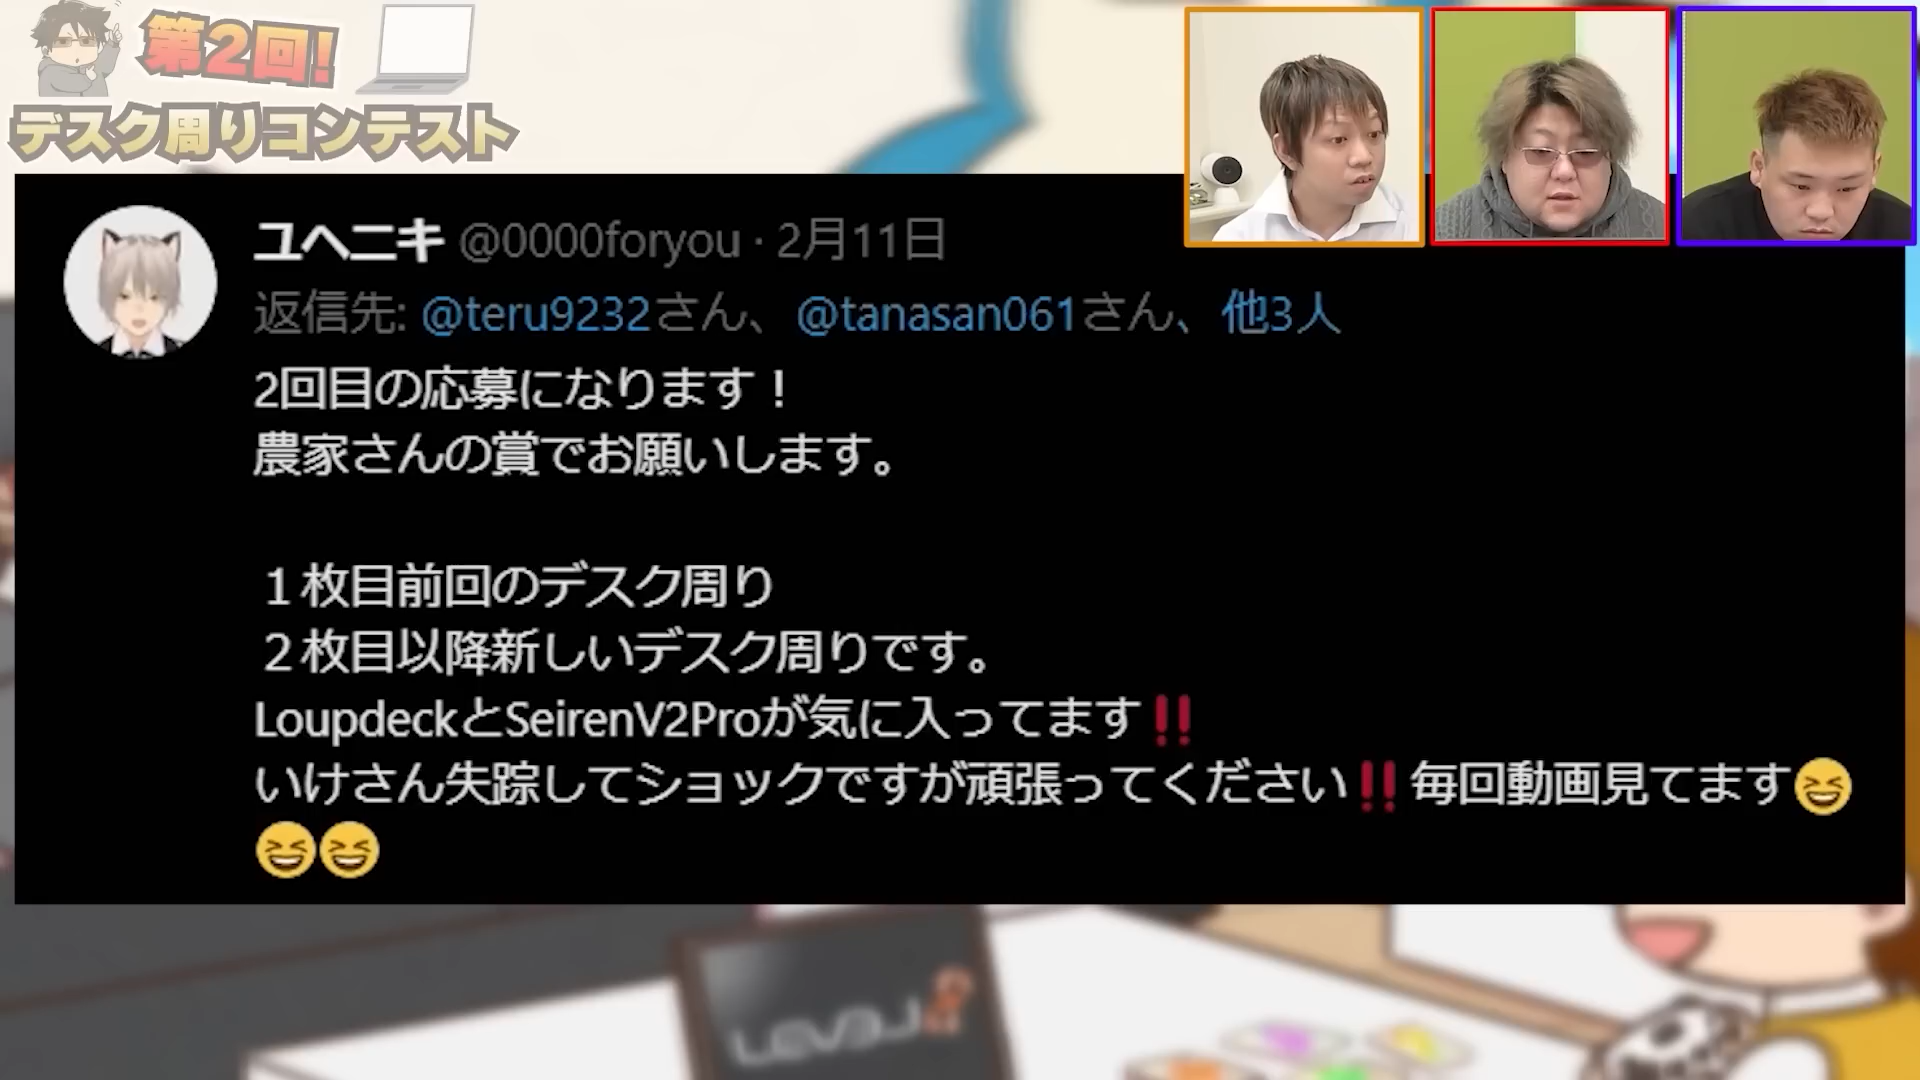 第2回!
デスク周りコンテスト
ユヘニキ @0000foryou · 2月11日
返信先: @teru9232さん、 @tanasan061さん、他3人
2回目の応募になります！
農家さんの賞でお願いします。
１枚目前回のデスク周り
２枚目以降新しいデスク周りです。
LoupdeckとSeirenV2Proが気に入ってます‼️
いけさん失踪してショックですが頑張ってください‼️毎回動画見てます😆
😆😆
LEVEL